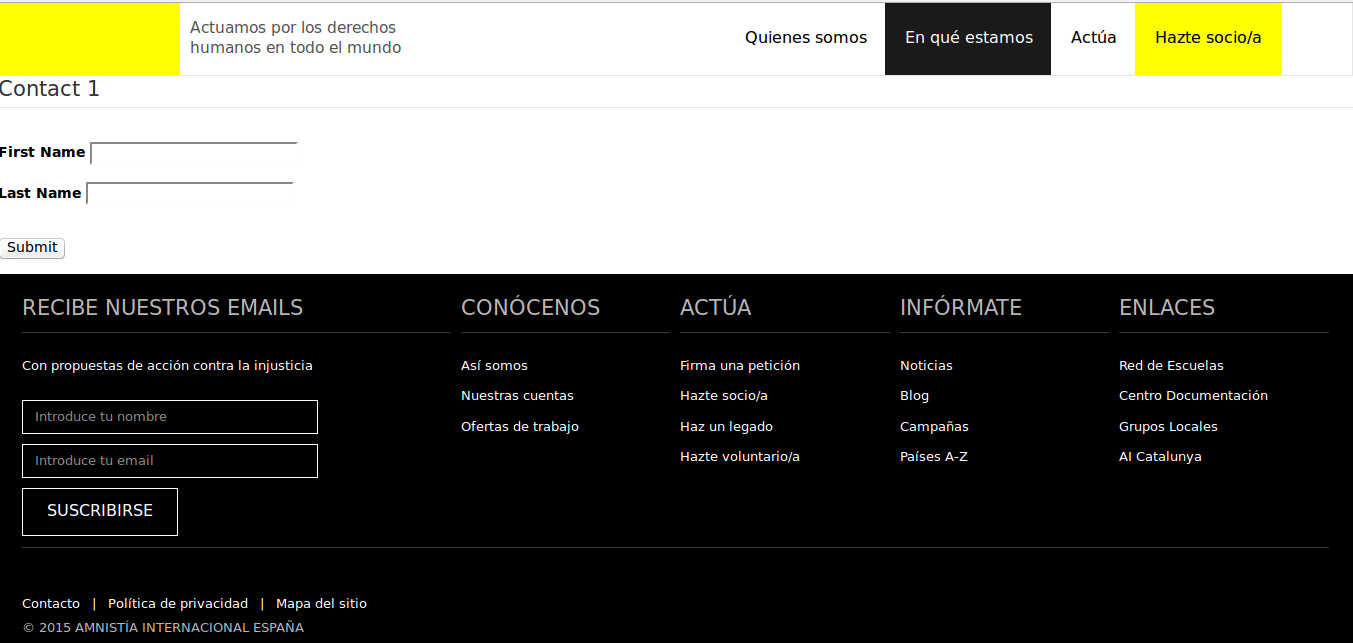 Actuamos por los derechos
humanos en todo el mundo
Quienes somos
En qué estamos
Actúa
Hazte socio/a
Contact 1
First Name
Last Name
Submit
RECIBE NUESTROS EMAILS
Con propuestas de acción contra la injusticia
Introduce tu nombre
Introduce tu email
SUSCRIBIRSE
CONÓCENOS
Así somos
Nuestras cuentas
Ofertas de trabajo
ACTÚA
Firma una petición
Hazte socio/a
Haz un legado
Hazte voluntario/a
INFÓRMATE
Noticias
Blog
Campañas
Países A-Z
ENLACES
Red de Escuelas
Centro Documentación
Grupos Locales
AI Catalunya
Contacto | Política de privacidad | Mapa del sitio
© 2015 AMNISTÍA INTERNACIONAL ESPAÑA